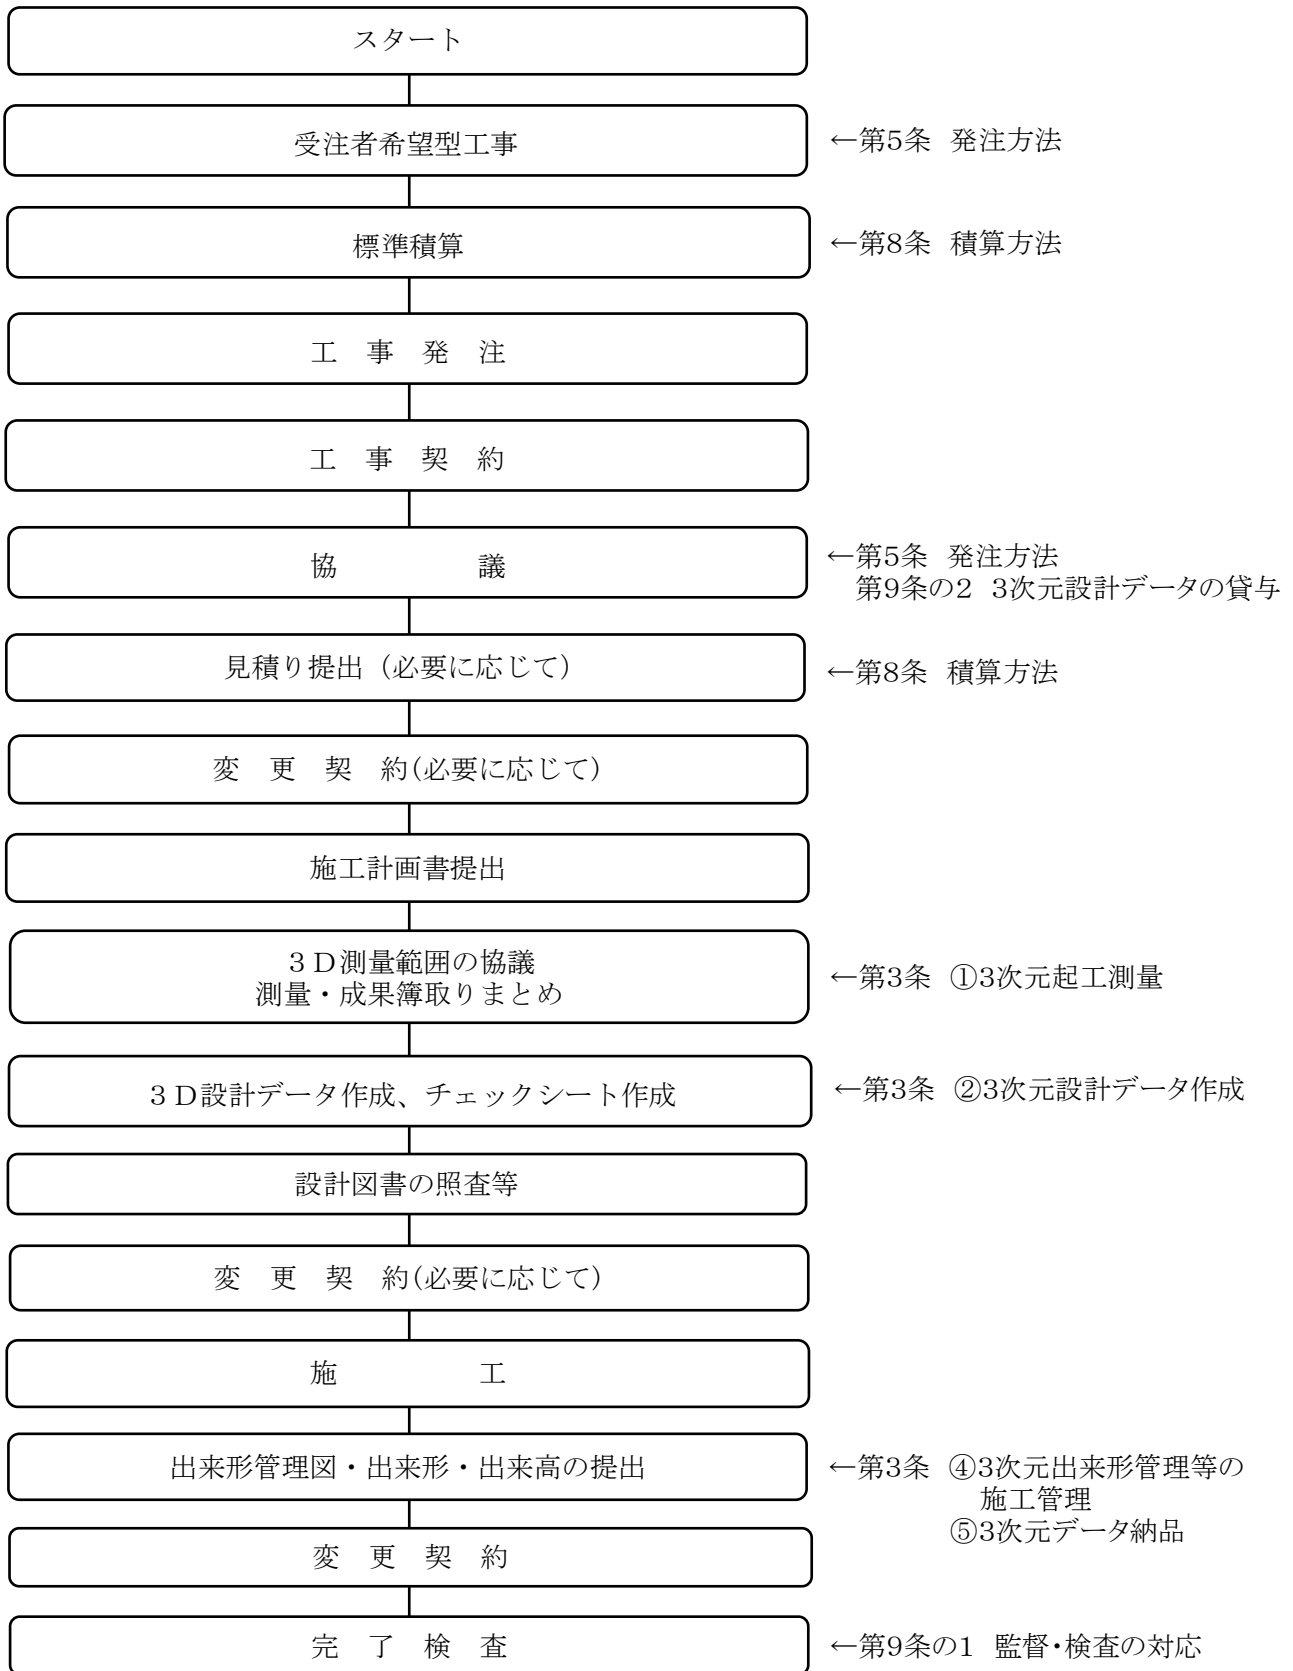 スタート
受注者希望型工事
←第5条　発注方法
標準積算
←第8条　積算方法
工　事　発　注
工　事　契　約
協　　　　　議
←第5条　発注方法
第9条の2　3次元設計データの貸与
見積り提出（必要に応じて）
←第8条　積算方法
変　更　契　約(必要に応じて)
施工計画書提出
３Ｄ測量範囲の協議
測量・成果簿取りまとめ
←第3条　①3次元起工測量
３Ｄ設計データ作成、チェックシート作成
←第3条　②3次元設計データ作成
設計図書の照査等
変　更　契　約(必要に応じて)
施　　　　　工
出来形管理図・出来形・出来高の提出
←第3条　④3次元出来形管理等の
施工管理
⑤3次元データ納品
変　更　契　約
完　了　検　査
←第9条の1　監督・検査の対応